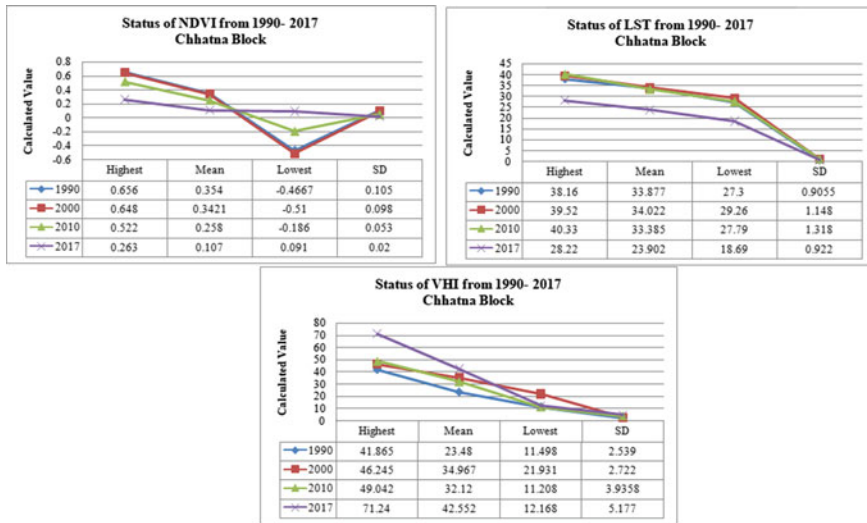 Status of NDVI from 1990- 2017
Chhatna Block
Calculated Value
0.8
0.6
0.4
0.2
0
-0.2
-0.4
-0.6
Highest Mean Lowest SD
1990 0.656 0.354 -0.4667 0.105
2000 0.648 0.3421 -0.51 0.098
2010 0.522 0.258 -0.186 0.053
2017 0.263 0.107 0.091 0.02
Status of LST from 1990- 2017
Chhatna Block
Calculated Value
45
40
35
30
25
20
15
10
5
0
Highest Mean Lowest SD
1990 38.16 33.877 27.3 0.9055
2000 39.52 34.022 29.26 1.148
2010 40.33 33.385 27.79 1.318
2017 28.22 23.902 18.69 0.922
Status of VHI from 1990- 2017
Chhatna Block
Calculated Value
80
70
60
50
40
30
20
10
0
Highest Mean Lowest SD
1990 41.865 23.48 11.498 2.539
2000 46.245 34.967 21.931 2.722
2010 49.042 32.12 11.208 3.9358
2017 71.24 42.552 12.168 5.177